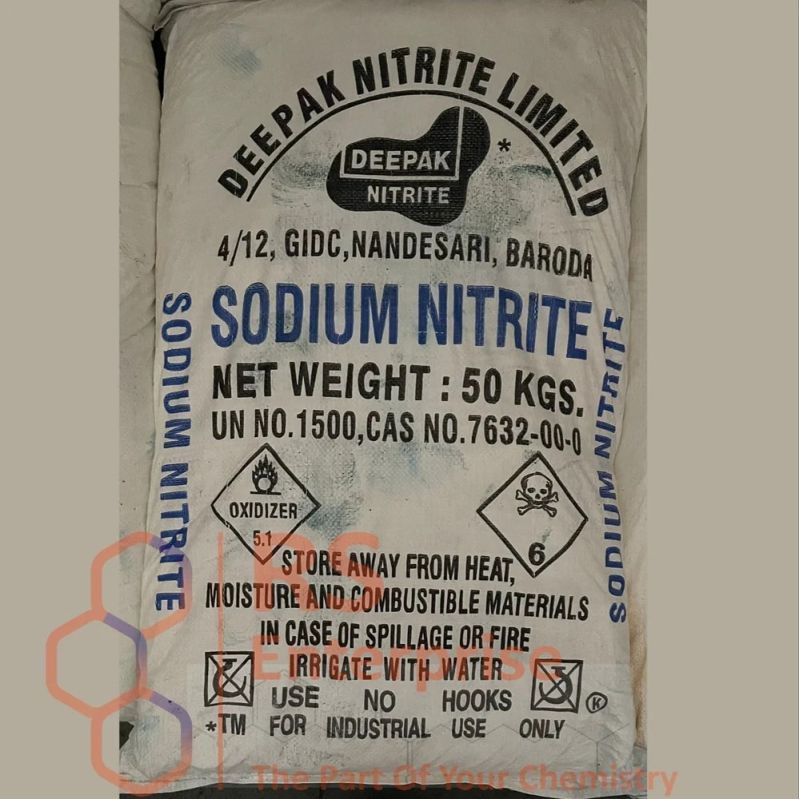 DEEPAK NITRITE LIMITED
DEEPAK
NITRITE
*
4/12, GIDC,NANDESARI, BARODA
SODIUM NITRITE
NET WEIGHT : 50 KGS.
UN NO.1500,CAS NO.7632-00-0
SODIUM NITRITE
SODIUM NITRITE
OXIDIZER
5.1
6
STORE AWAY FROM HEAT,
MOISTURE AND COMBUSTIBLE MATERIALS
IN CASE OF SPILLAGE OR FIRE
IRRIGATE WITH WATER
USE NO HOOKS
K
*TM FOR INDUSTRIAL USE ONLY
BS
Enterprise
The Part Of Your Chemistry